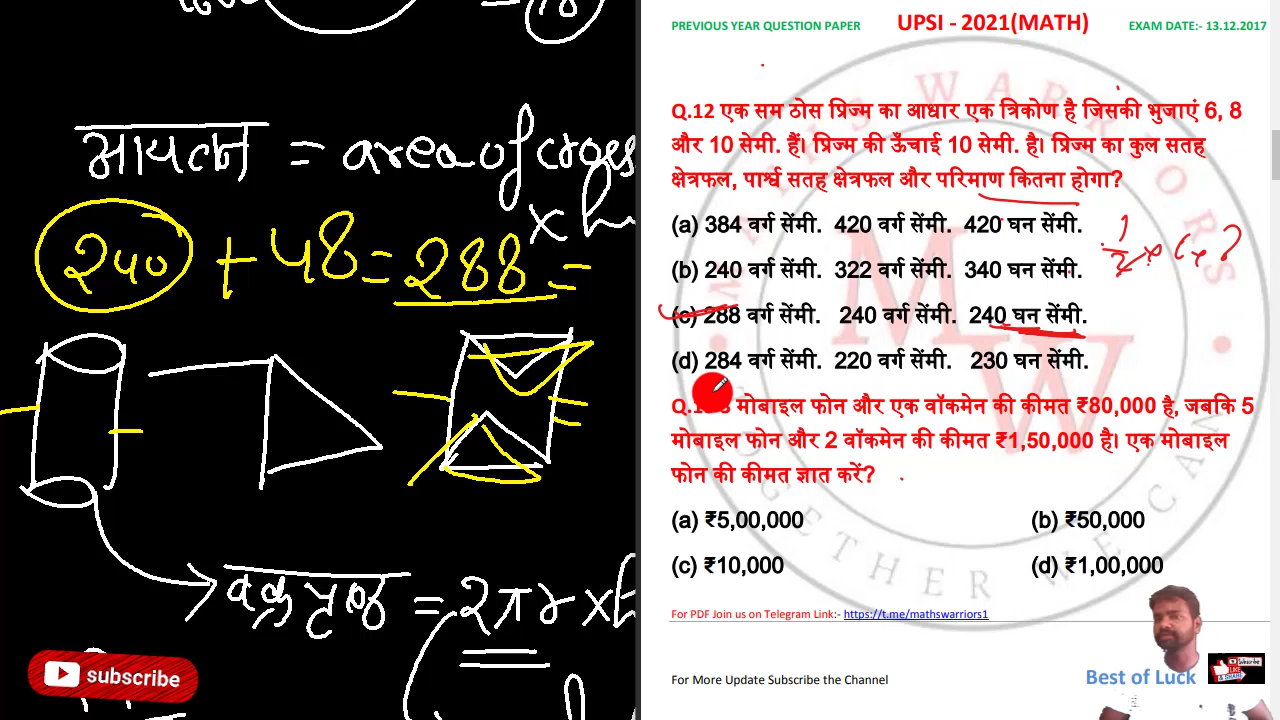 आयतन = area of cross
x h
240 + 48 = 288 =
वक्र पृष्ठ = 2πr x h
subscribe
PREVIOUS YEAR QUESTION PAPER UPSI - 2021(MATH) EXAM DATE:- 13.12.2017
Q.12 एक सम ठोस प्रिज्म का आधार एक त्रिकोण है जिसकी भुजाएं 6, 8
और 10 सेमी. हैं। प्रिज्म की ऊँचाई 10 सेमी. है। प्रिज्म का कुल सतह
क्षेत्रफल, पार्श्व सतह क्षेत्रफल और परिमाण कितना होगा?
(a) 384 वर्ग सेंमी. 420 वर्ग सेंमी. 420 घन सेंमी.
(b) 240 वर्ग सेंमी. 322 वर्ग सेंमी. 340 घन सेंमी.
(c) 288 वर्ग सेंमी. 240 वर्ग सेंमी. 240 घन सेंमी.
(d) 284 वर्ग सेंमी. 220 वर्ग सेंमी. 230 घन सेंमी.
मोबाइल फोन और एक वॉकमेन की कीमत ₹80,000 है, जबकि 5
मोबाइल फोन और 2 वॉकमेन की कीमत ₹1,50,000 है। एक मोबाइल
फोन की कीमत ज्ञात करें?
(a) ₹5,00,000 (b) ₹50,000
(c) ₹10,000 (d) ₹1,00,000
For PDF Join us on Telegram Link:- https://t.me/mathswarriors1
Best of Luck
For More Update Subscribe the Channel
MATHS WARRIORS
MW
TOGETHER WE CAN